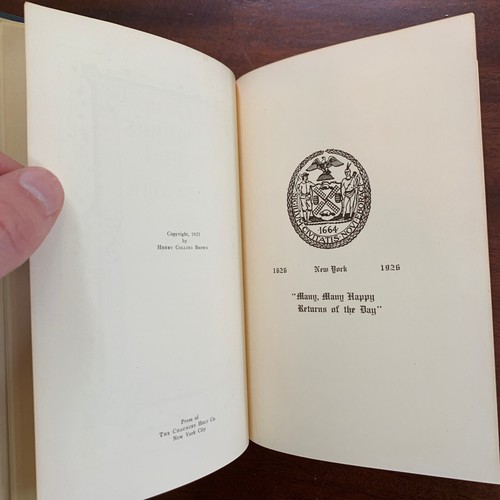 Copyright, 1925
by
HENRY COLLINS BROWN
Press of
THE CHAUNCEY HOLT Co.
New York City
1664
1626 New York 1926
"Many, Many Happy
Returns of the Day"